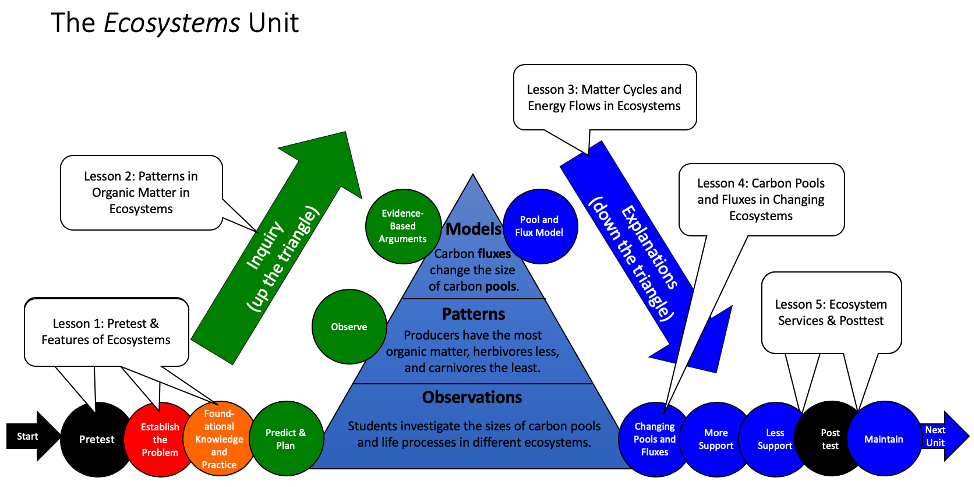 The Ecosystems Unit
Lesson 3: Matter Cycles and
Energy Flows in Ecosystems
Lesson 2: Patterns in
Organic Matter in
Ecosystems
Lesson 4: Carbon Pools
and Fluxes in Changing
Ecosystems
Inquiry
(up the triangle)
Explanations
(down the triangle)
Evidence-
Based
Arguments
Models
Pool and
Flux Model
Carbon fluxes
change the size
of carbon pools.
Lesson 1: Pretest &
Features of Ecosystems
Observe
Patterns
Producers have the most
organic matter, herbivores less,
and carnivores the least.
Lesson 5: Ecosystem
Services & Posttest
Observations
Students investigate the sizes of carbon pools
and life processes in different ecosystems.
Start
Pretest
Establish
the
Problem
Found-
ational
Knowledge
and
Practice
Predict &
Plan
Changing
Pools and
Fluxes
More
Support
Less
Support
Post
test
Maintain
Next
Unit